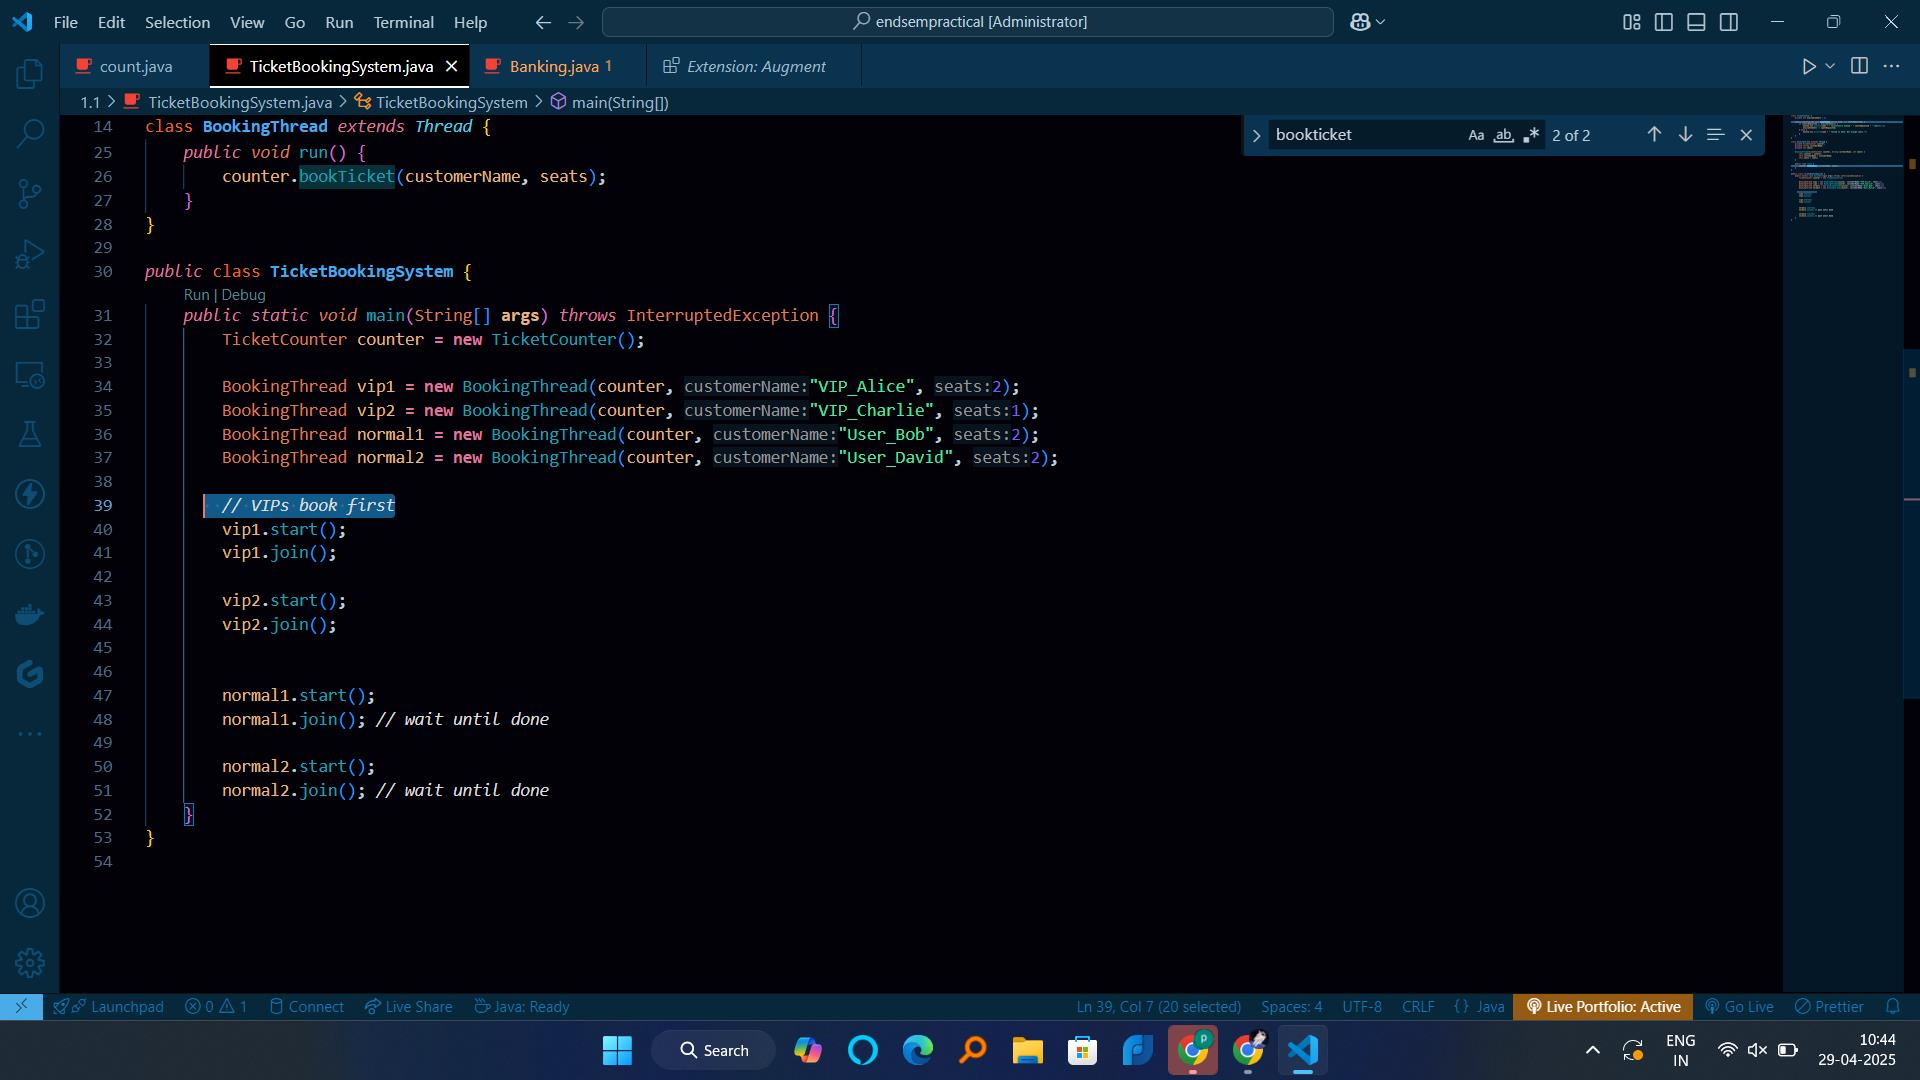 File Edit Selection View Go Run Terminal Help
endsempractical [Administrator]
count.java
TicketBookingSystem.java
Banking.java 1
Extension: Augment
1.1 > TicketBookingSystem.java > TicketBookingSystem > main(String[])
bookticket
Aa ab 2 of 2
14 class BookingThread extends Thread {
25 public void run() {
26 counter.bookTicket(customerName, seats);
27 }
28 }
29
30 public class TicketBookingSystem {
Run | Debug
31 public static void main(String[] args) throws InterruptedException {
32 TicketCounter counter = new TicketCounter();
33
34 BookingThread vip1 = new BookingThread(counter, customerName:"VIP_Alice", seats:2);
35 BookingThread vip2 = new BookingThread(counter, customerName:"VIP_Charlie", seats:1);
36 BookingThread normal1 = new BookingThread(counter, customerName:"User_Bob", seats:2);
37 BookingThread normal2 = new BookingThread(counter, customerName:"User_David", seats:2);
38
39 // VIPs book first
40 vip1.start();
41 vip1.join();
42
43 vip2.start();
44 vip2.join();
45
46
47 normal1.start();
48 normal1.join(); // wait until done
49
50 normal2.start();
51 normal2.join(); // wait until done
52 }
53 }
54
Launchpad 0 1 Connect Live Share Java: Ready
Ln 39, Col 7 (20 selected) Spaces: 4 UTF-8 CRLF {} Java Live Portfolio: Active Go Live Prettier
Search
ENG
IN
10:44
29-04-2025